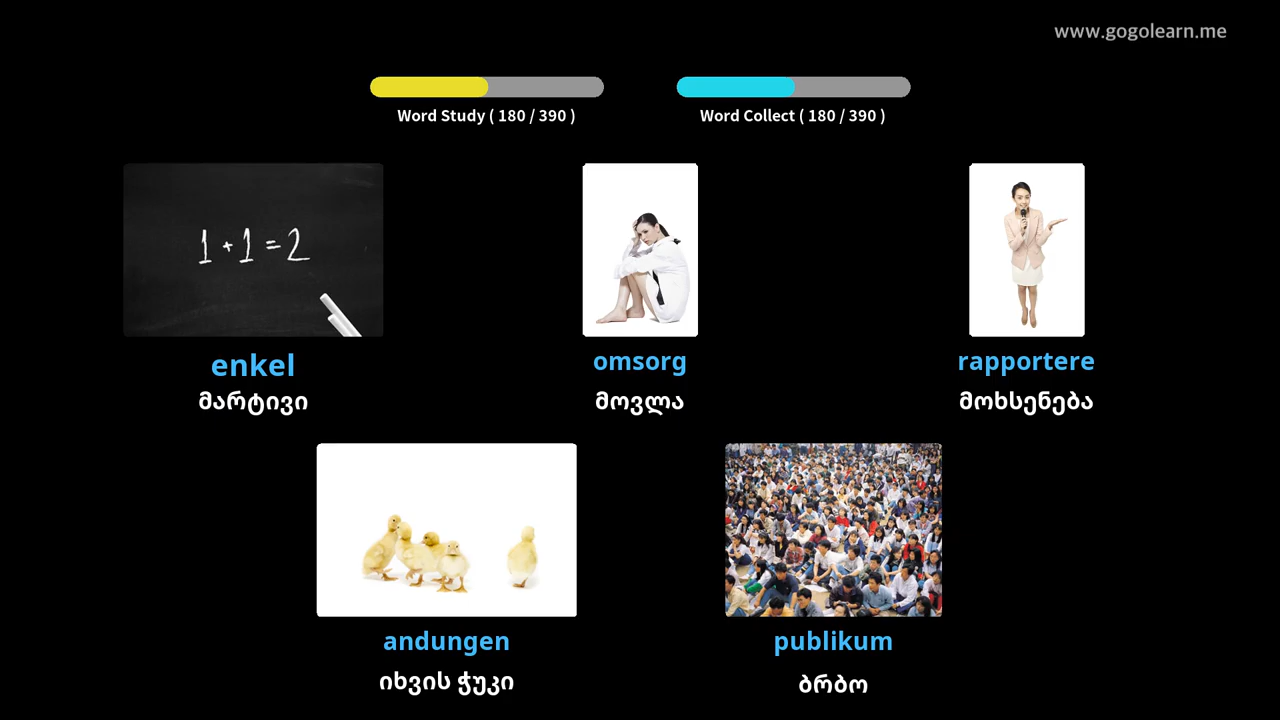 www.gogolearn.me
Word Study ( 180 / 390 )
Word Collect ( 180 / 390 )
1 + 1 = 2
enkel
მარტივი
omsorg
მოვლა
rapportere
მოხსენება
andungen
იხვის ჭუკი
publikum
ბრბო